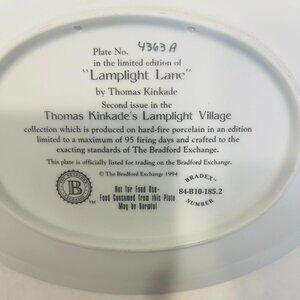 Plate No. 4363A
in the limited edition of
"Lamplight Lane"
by Thomas Kinkade
Second issue in the
Thomas Kinkade's Lamplight Village
collection which is produced on hard-fire porcelain in an edition
limited to a maximum of 95 firing days and crafted to the
exacting standards of The Bradford Exchange.
This plate is officially listed for trading on the Bradford Exchange.
© The Bradford Exchange 1994
B
TM
Not for Food Use-
Food Consumed from this Plate
May be Harmful
BRADEX
84-B10-185.2
NUMBER